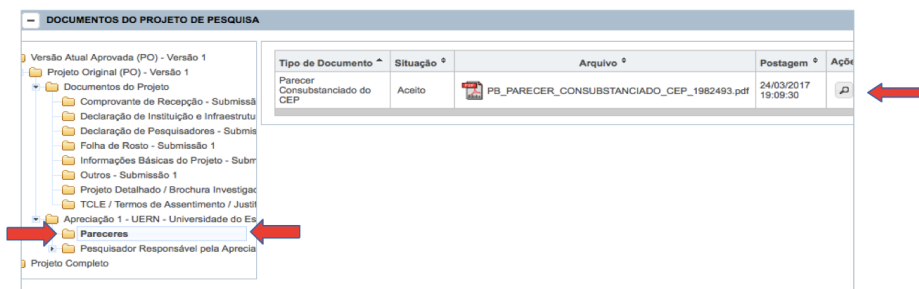 DOCUMENTOS DO PROJETO DE PESQUISA
Versão Atual Aprovada (PO) - Versão 1
Projeto Original (PO) - Versão 1
Documentos do Projeto
Comprovante de Recepção - Submissã
Declaração de Instituição e Infraestrutu
Declaração de Pesquisadores - Submis
Folha de Rosto - Submissão 1
Informações Básicas do Projeto - Subm
Outros - Submissão 1
Projeto Detalhado / Brochura Investigad
TCLE / Termos de Assentimento / Justif
Apreciação 1 - UERN - Universidade do Es
Pareceres
Pesquisador Responsável pela Aprecia
Projeto Completo
Tipo de Documento Situação Arquivo Postagem Açõe
Parecer Consubstanciado do CEP Aceito PB_PARECER_CONSUBSTANCIADO_CEP_1982493.pdf 24/03/2017 19:09:30